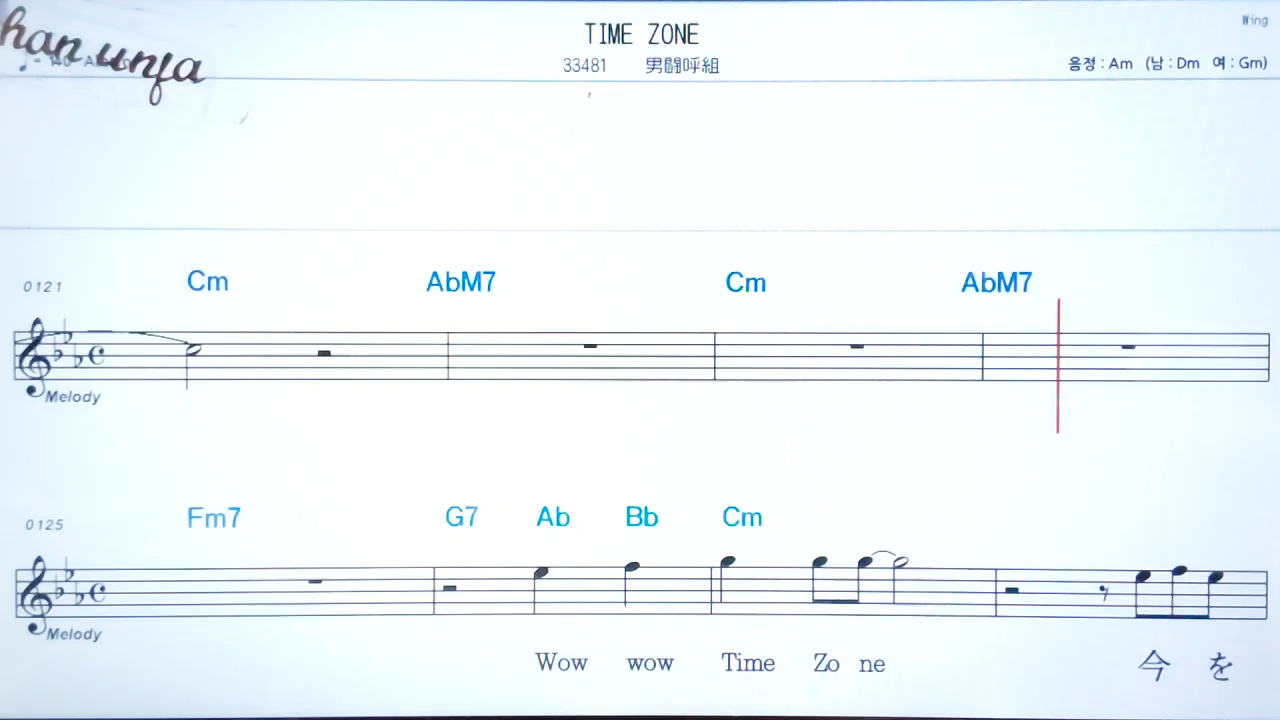 Wing
TIME ZONE
han unfa
33481 男闘呼組
음정 : Am (남 : Dm 여 : Gm)
0121 Cm AbM7 Cm AbM7
Melody
0125 Fm7 G7 Ab Bb Cm
Melody
Wow wow Time Zo ne 今 を